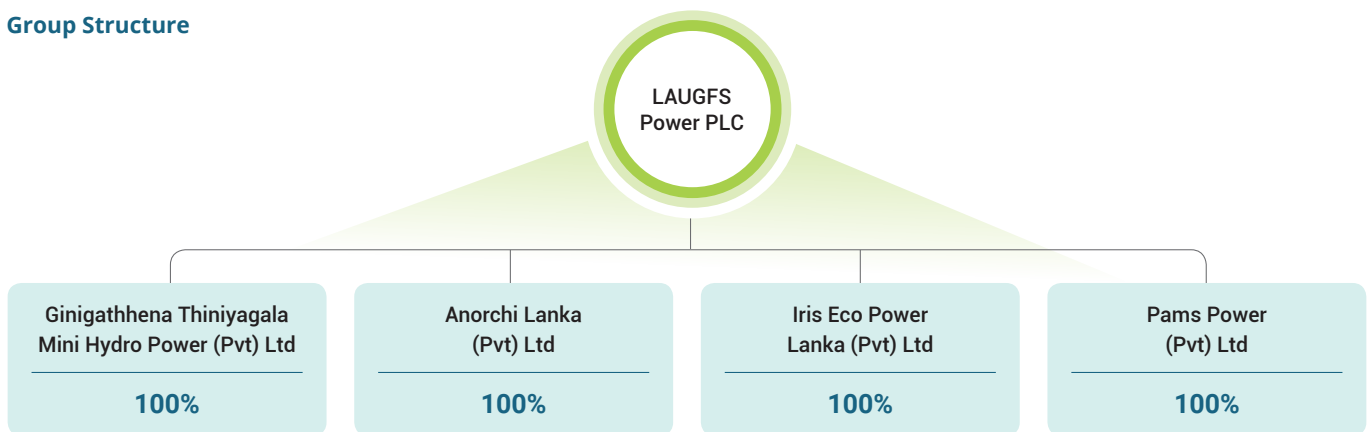 Group Structure
LAUGFS
Power PLC
Ginigathhena Thiniyagala
Mini Hydro Power (Pvt) Ltd
100%
Anorchi Lanka
(Pvt) Ltd
100%
Iris Eco Power
Lanka (Pvt) Ltd
100%
Pams Power
(Pvt) Ltd
100%